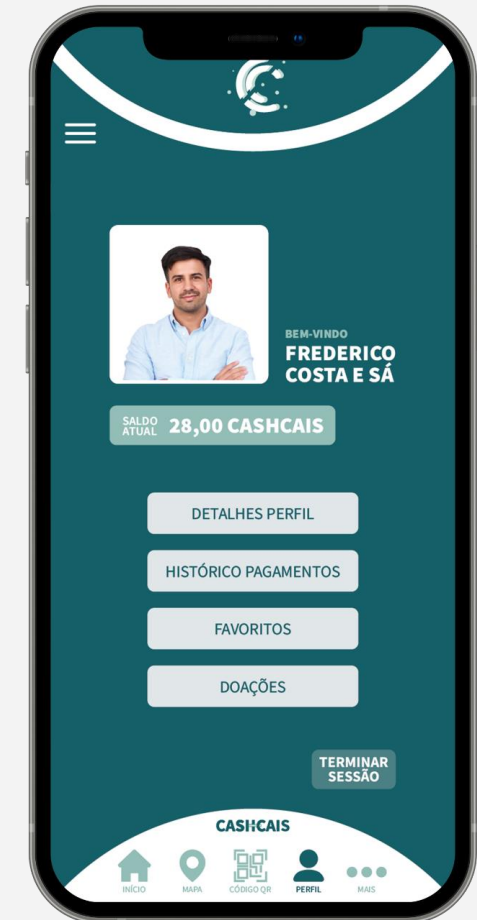 BEM-VINDO
FREDERICO
COSTA E SÁ
SALDO
ATUAL
28,00 CASHCAIS
DETALHES PERFIL
HISTÓRICO PAGAMENTOS
FAVORITOS
DOAÇÕES
TERMINAR
SESSÃO
CASHCAIS
INÍCIO
MAPA
CÓDIGO QR
PERFIL
MAIS